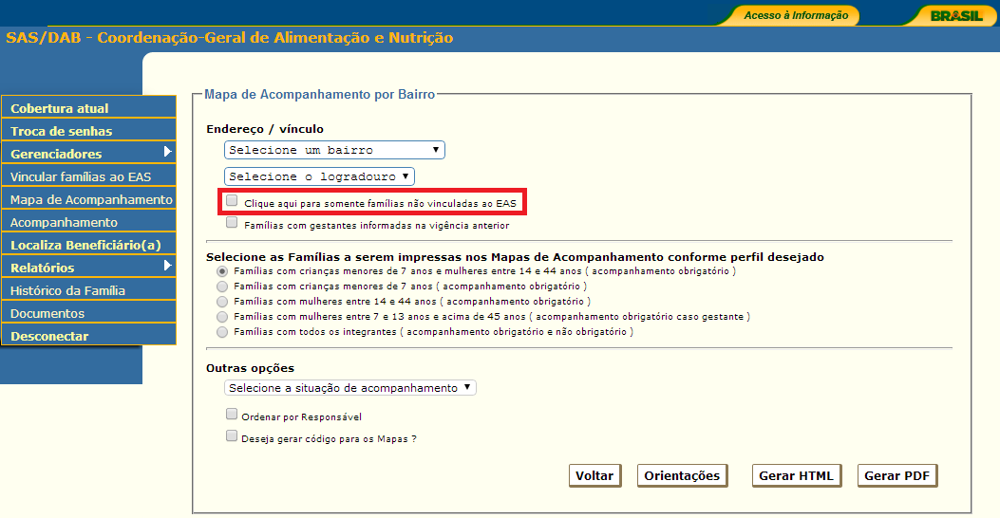 Acesso à Informação
BRASIL
SAS/DAB - Coordenação-Geral de Alimentação e Nutrição
Cobertura atual
Troca de senhas
Gerenciadores
Vincular famílias ao EAS
Mapa de Acompanhamento
Acompanhamento
Localiza Beneficiário(a)
Relatórios
Histórico da Família
Documentos
Desconectar
Mapa de Acompanhamento por Bairro
Endereço / vínculo
Selecione um bairro
Selecione o logradouro
Clique aqui para somente famílias não vinculadas ao EAS
Famílias com gestantes informadas na vigência anterior
Selecione as Famílias a serem impressas nos Mapas de Acompanhamento conforme perfil desejado
Famílias com crianças menores de 7 anos e mulheres entre 14 e 44 anos ( acompanhamento obrigatório )
Famílias com crianças menores de 7 anos ( acompanhamento obrigatório )
Famílias com mulheres entre 14 e 44 anos ( acompanhamento obrigatório )
Famílias com mulheres entre 7 e 13 anos e acima de 45 anos ( acompanhamento obrigatório caso gestante )
Famílias com todos os integrantes ( acompanhamento obrigatório e não obrigatório )
Outras opções
Selecione a situação de acompanhamento
Ordenar por Responsável
Deseja gerar código para os Mapas ?
Voltar
Orientações
Gerar HTML
Gerar PDF